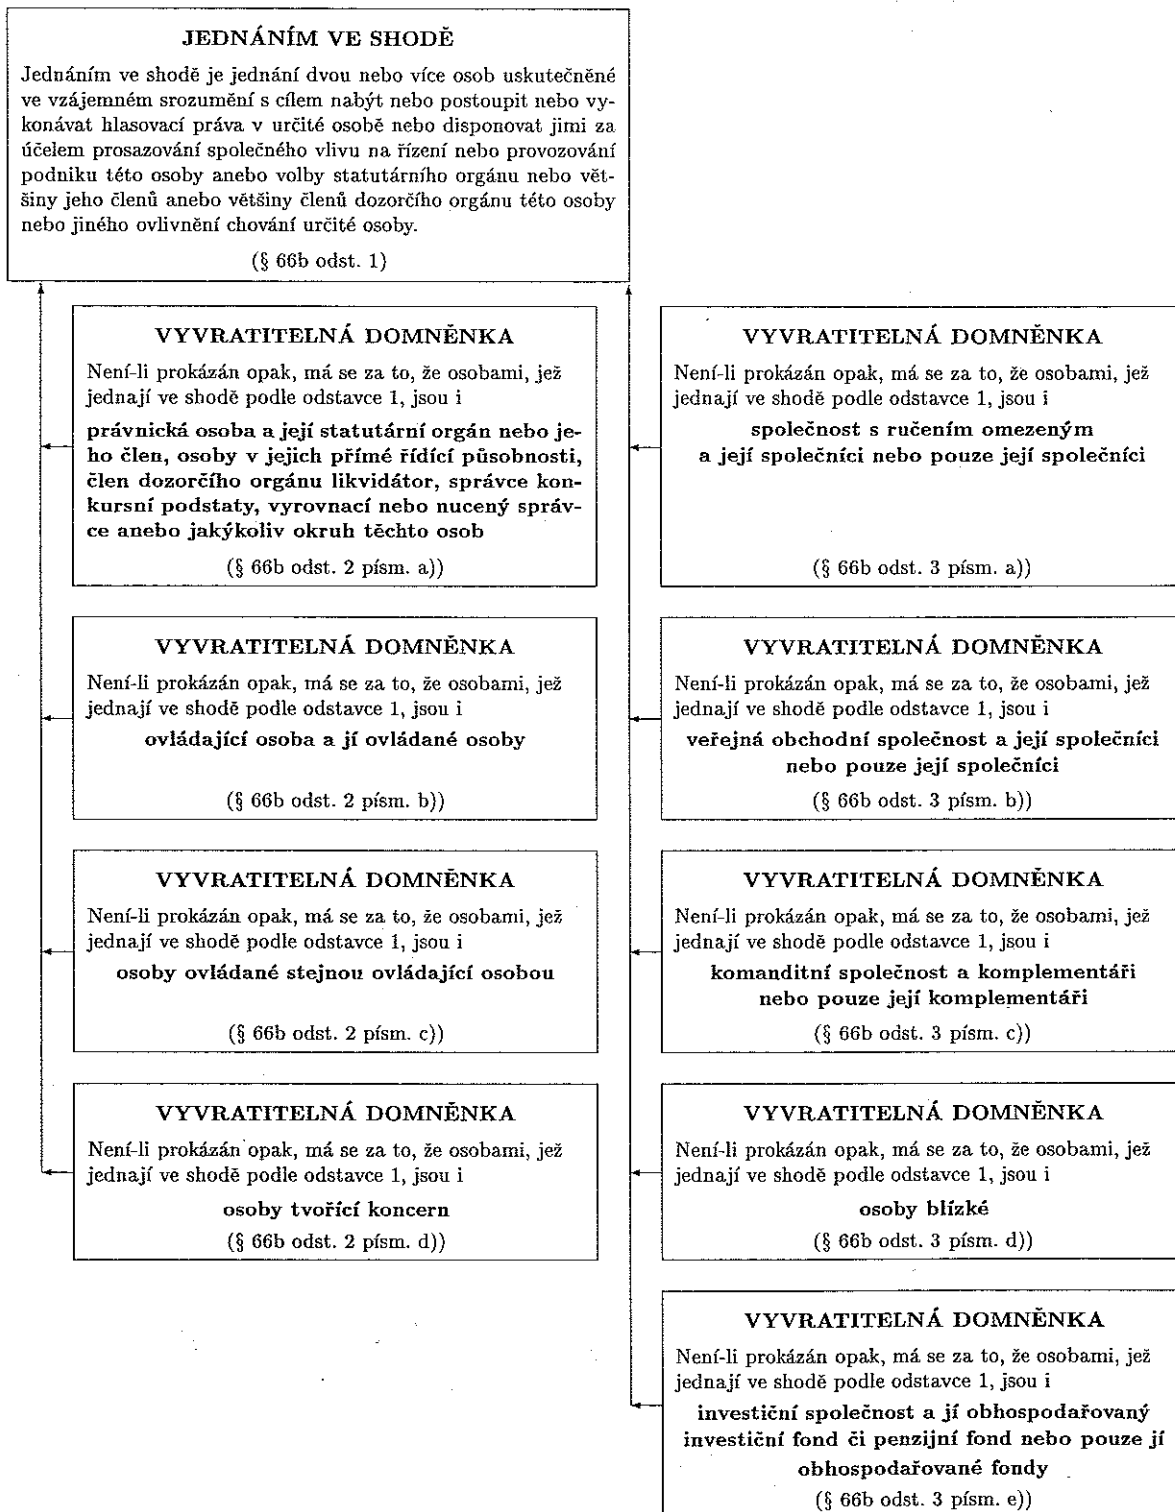 JEDNÁNÍM VE SHODĚ
Jednáním ve shodě je jednání dvou nebo více osob uskutečněné
ve vzájemném srozumění s cílem nabýt nebo postoupit nebo vy-
konávat hlasovací práva v určité osobě nebo disponovat jimi za
účelem prosazování společného vlivu na řízení nebo provozování
podniku této osoby anebo volby statutárního orgánu nebo vět-
šiny jeho členů anebo většiny členů dozorčího orgánu této osoby
nebo jiného ovlivnění chování určité osoby.
(§ 66b odst. 1)
VYVRATITELNÁ DOMNĚNKA
Není-li prokázán opak, má se za to, že osobami, jež
jednají ve shodě podle odstavce 1, jsou i
právnická osoba a její statutární orgán nebo je-
ho člen, osoby v jejich přímé řídící působnosti,
člen dozorčího orgánu likvidátor, správce kon-
kursní podstaty, vyrovnací nebo nucený správ-
ce anebo jakýkoliv okruh těchto osob
(§ 66b odst. 2 písm. a))
VYVRATITELNÁ DOMNĚNKA
Není-li prokázán opak, má se za to, že osobami, jež
jednají ve shodě podle odstavce 1, jsou i
ovládající osoba a jí ovládané osoby
(§ 66b odst. 2 písm. b))
VYVRATITELNÁ DOMNĚNKA
Není-li prokázán opak, má se za to, že osobami, jež
jednají ve shodě podle odstavce 1, jsou i
osoby ovládané stejnou ovládající osobou
(§ 66b odst. 2 písm. c))
VYVRATITELNÁ DOMNĚNKA
Není-li prokázán opak, má se za to, že osobami, jež
jednají ve shodě podle odstavce 1, jsou i
osoby tvořící koncern
(§ 66b odst. 2 písm. d))
VYVRATITELNÁ DOMNĚNKA
Není-li prokázán opak, má se za to, že osobami, jež
jednají ve shodě podle odstavce 1, jsou i
společnost s ručením omezeným
a její společníci nebo pouze její společníci
(§ 66b odst. 3 písm. a))
VYVRATITELNÁ DOMNĚNKA
Není-li prokázán opak, má se za to, že osobami, jež
jednají ve shodě podle odstavce 1, jsou i
veřejná obchodní společnost a její společníci
nebo pouze její společníci
(§ 66b odst. 3 písm. b))
VYVRATITELNÁ DOMNĚNKA
Není-li prokázán opak, má se za to, že osobami, jež
jednají ve shodě podle odstavce 1, jsou i
komanditní společnost a komplementáři
nebo pouze její komplementáři
(§ 66b odst. 3 písm. c))
VYVRATITELNÁ DOMNĚNKA
Není-li prokázán opak, má se za to, že osobami, jež
jednají ve shodě podle odstavce 1, jsou i
osoby blízké
(§ 66b odst. 3 písm. d))
VYVRATITELNÁ DOMNĚNKA
Není-li prokázán opak, má se za to, že osobami, jež
jednají ve shodě podle odstavce 1, jsou i
investiční společnost a jí obhospodařovaný
investiční fond či penzijní fond nebo pouze jí
obhospodařované fondy
(§ 66b odst. 3 písm. e))